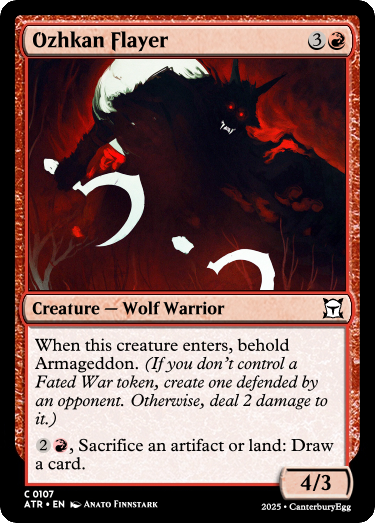 Ozhkan Flayer 3
Creature — Wolf Warrior
When this creature enters, behold
Armageddon. (If you don't control a
Fated War token, create one defended by
an opponent. Otherwise, deal 2 damage to
it.)
2, Sacrifice an artifact or land: Draw
a card.
4/3
C 0107
ATR • EN Anato Finnstark
2025 • CanterburyEgg